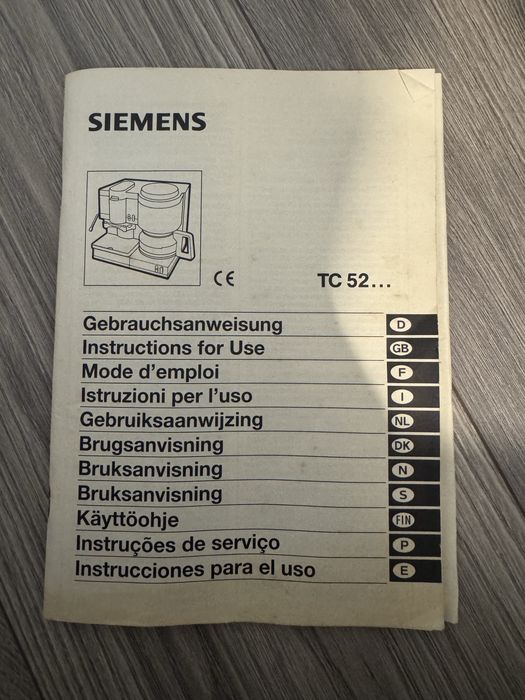 SIEMENS
CE
TC 52...
Gebrauchsanweisung D
Instructions for Use GB
Mode d'emploi F
Istruzioni per l'uso I
Gebruiksaanwijzing NL
Brugsanvisning DK
Bruksanvisning N
Bruksanvisning S
Käyttöohje FIN
Instruções de serviço P
Instrucciones para el uso E